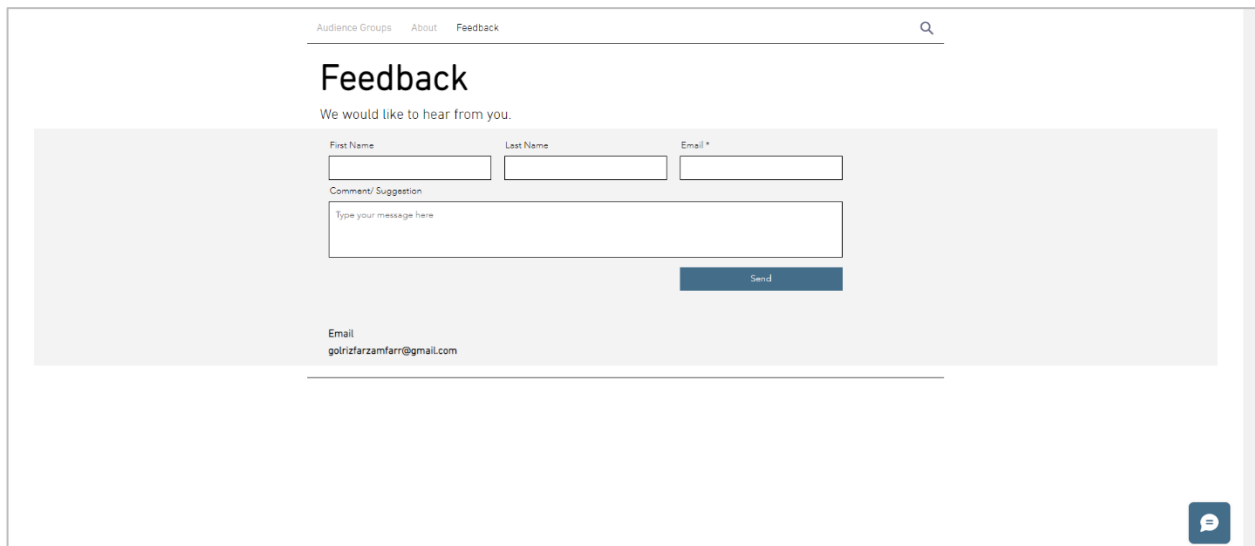 Audience Groups About Feedback
Feedback
We would like to hear from you.
First Name Last Name Email *
Comment/ Suggestion
Type your message here
Send
Email
golrizfarzamfarr@gmail.com